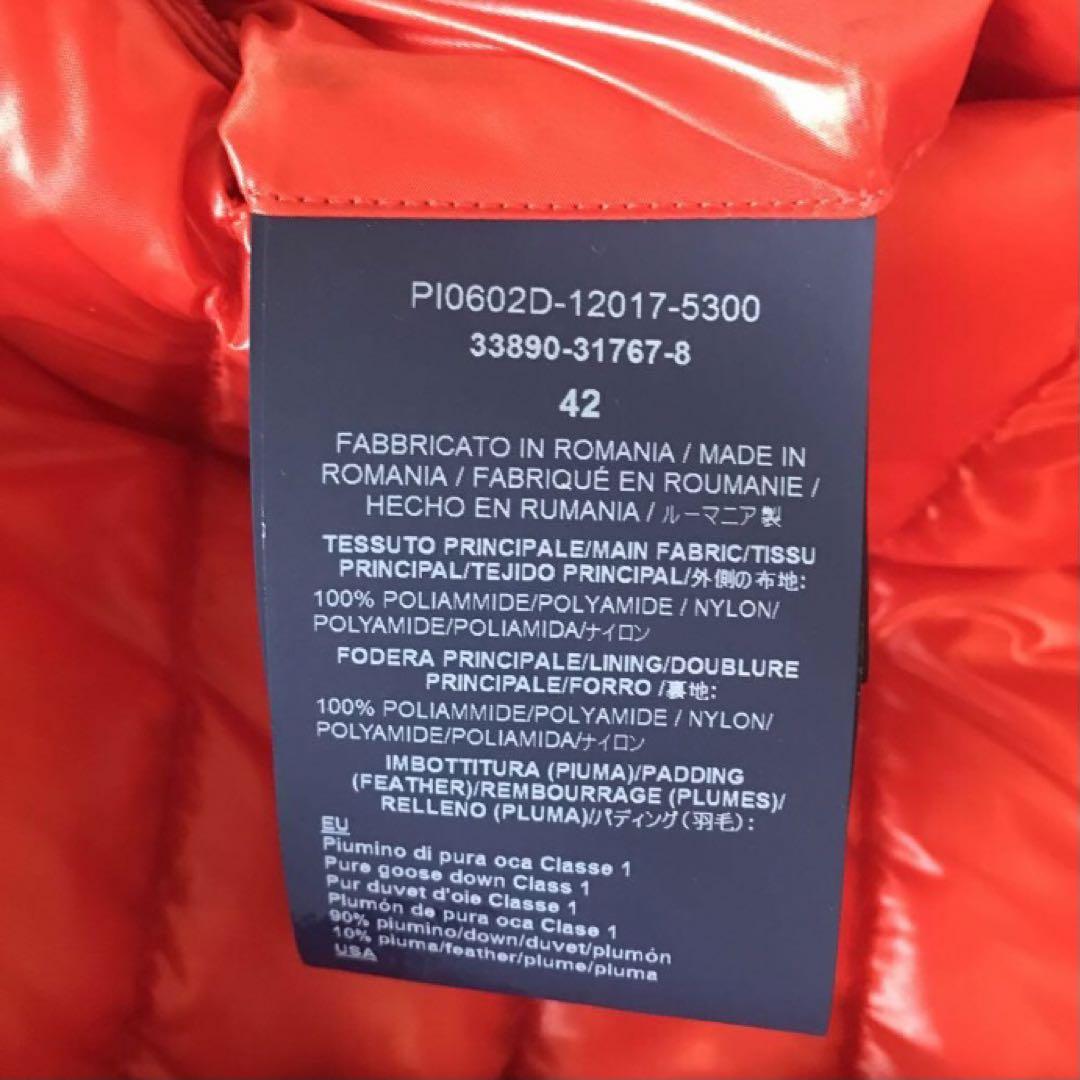 PI0602D-12017-5300
33890-31767-8
42
FABBRICATO IN ROMANIA / MADE IN
ROMANIA / FABRIQUÉ EN ROUMANIE /
HECHO EN RUMANIA / ルーマニア製
TESSUTO PRINCIPALE/MAIN FABRIC/TISSU
PRINCIPAL/TEJIDO PRINCIPAL/外側の布地:
100% POLIAMMIDE/POLYAMIDE / NYLON/
POLYAMIDE/POLIAMIDA/ナイロン
FODERA PRINCIPALE/LINING/DOUBLURE
PRINCIPALE/FORRO /裏地:
100% POLIAMMIDE/POLYAMIDE / NYLON/
POLYAMIDE/POLIAMIDA/ナイロン
IMBOTTITURA (PIUMA)/PADDING
(FEATHER)/REMBOURRAGE (PLUMES)/
RELLENO (PLUMA)/パディング(羽毛):
EU
Piumino di pura oca Classe 1
Pure goose down Class 1
Pur duvet d'oie Classe 1
Plumón de pura oca Clase 1
90% piumino/down/duvet/plumón
10% piuma/feather/plume/pluma
USA